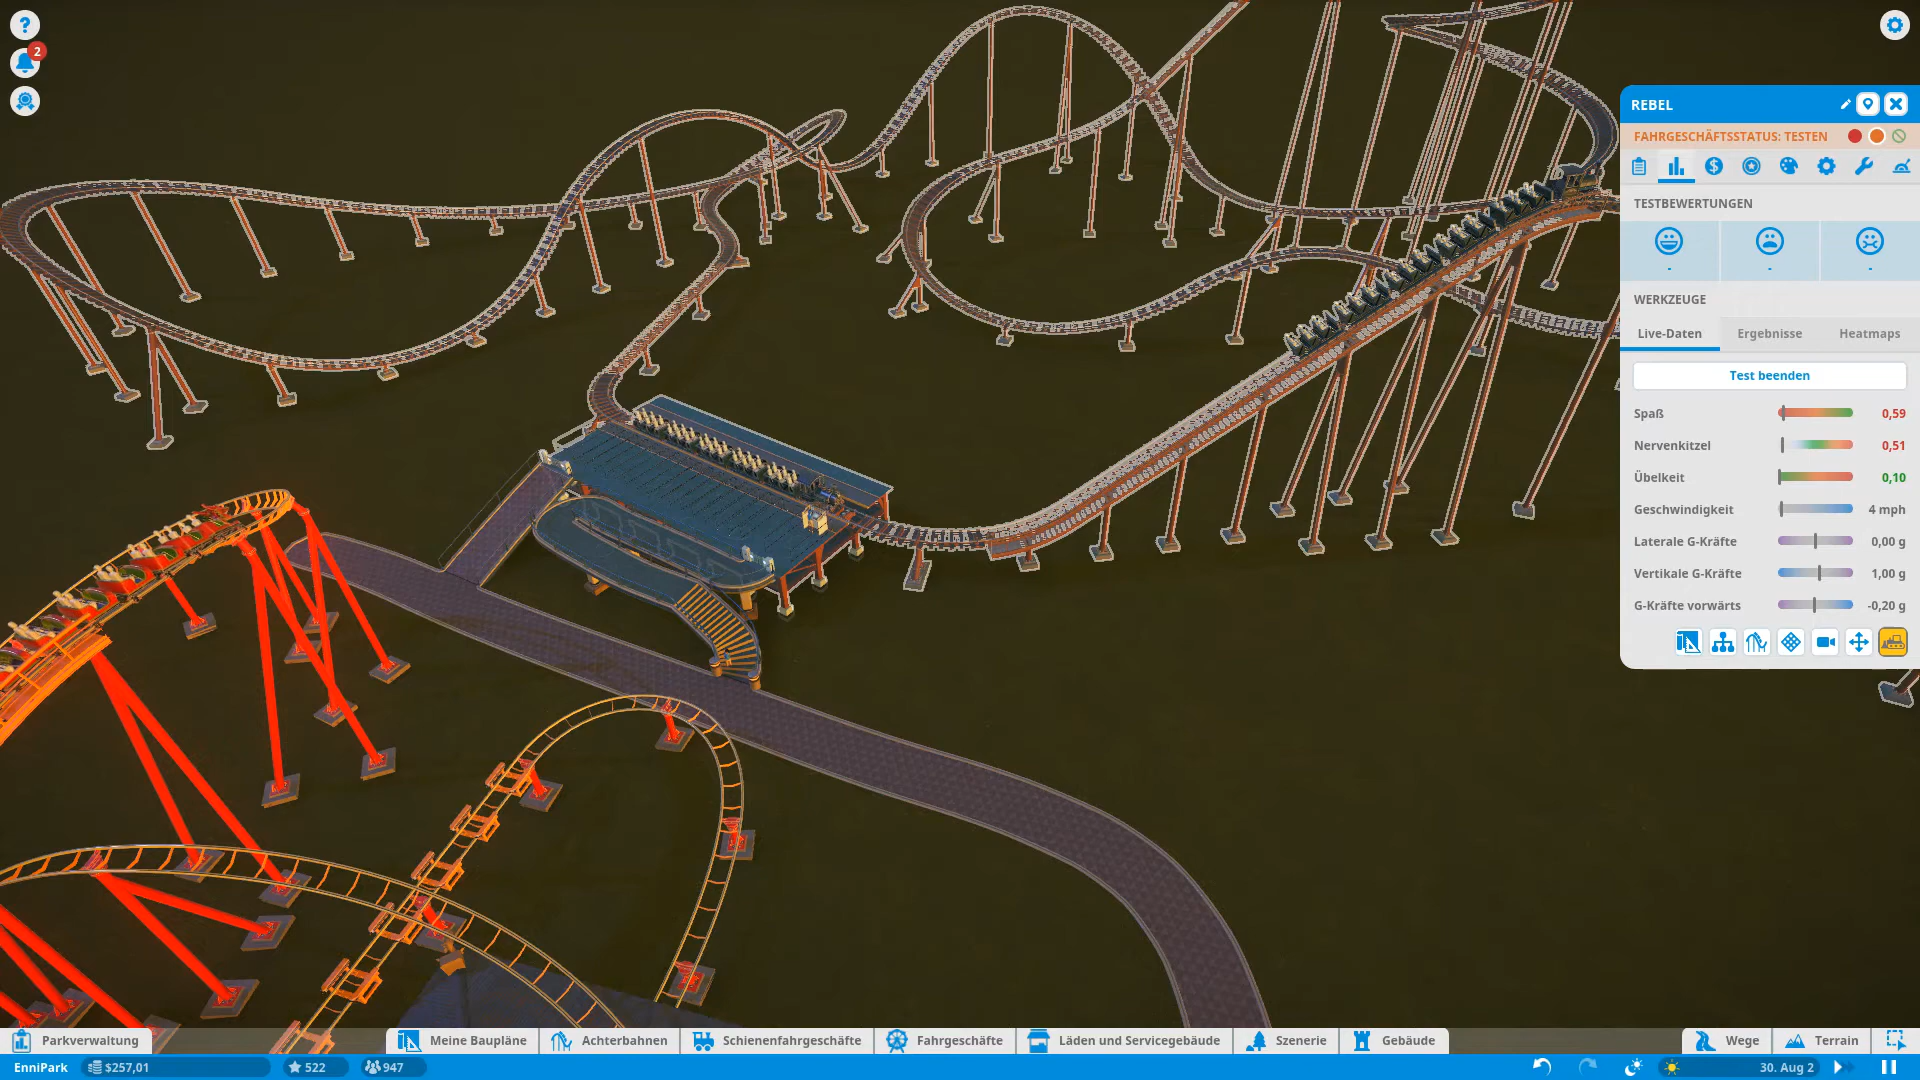 ?
2
REBEL
FAHRGESCHÄFTSSTATUS: TESTEN
TESTBEWERTUNGEN
- - -
WERKZEUGE
Live-Daten Ergebnisse Heatmaps
Test beenden
Spaß 0,59
Nervenkitzel 0,51
Übelkeit 0,10
Geschwindigkeit 4 mph
Laterale G-Kräfte 0,00 g
Vertikale G-Kräfte 1,00 g
G-Kräfte vorwärts -0,20 g
Parkverwaltung Meine Baupläne Achterbahnen Schienenfahrgeschäfte Fahrgeschäfte Läden und Servicegebäude Szenerie Gebäude Wege Terrain
EnniPark $257,01 522 947 30. Aug 2